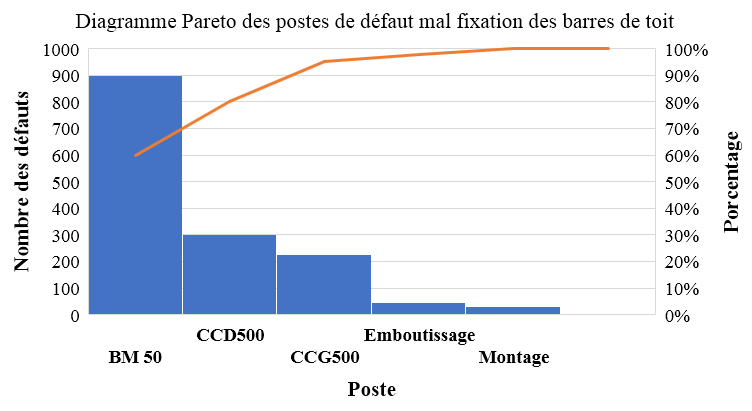 Diagramme Pareto des postes de défaut mal fixation des barres de toit
Nombre des défauts
1000
900
800
700
600
500
400
300
200
100
0
100%
90%
80%
70%
60%
50%
40%
30%
20%
10%
0%
Porcentage
BM 50
CCD500
CCG500
Emboutissage
Montage
Poste